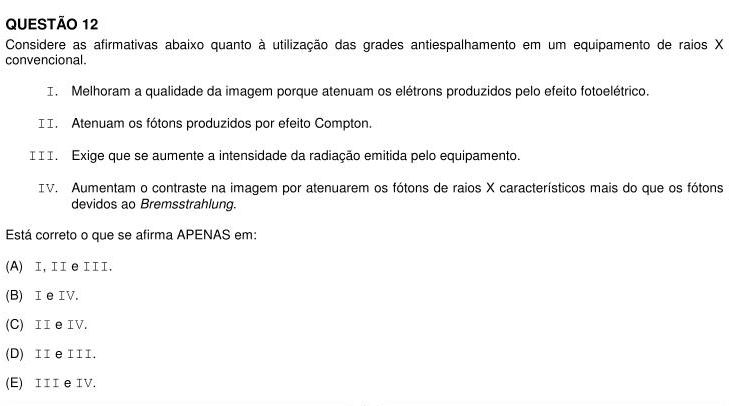 QUESTÃO 12
Considere as afirmativas abaixo quanto à utilização das grades antiespalhamento em um equipamento de raios X
convencional.
I. Melhoram a qualidade da imagem porque atenuam os elétrons produzidos pelo efeito fotoelétrico.
II. Atenuam os fótons produzidos por efeito Compton.
III. Exige que se aumente a intensidade da radiação emitida pelo equipamento.
IV. Aumentam o contraste na imagem por atenuarem os fótons de raios X característicos mais do que os fótons
devidos ao Bremsstrahlung.
Está correto o que se afirma APENAS em:
(A) I, II e III.
(B) I e IV.
(C) II e IV.
(D) II e III.
(E) III e IV.